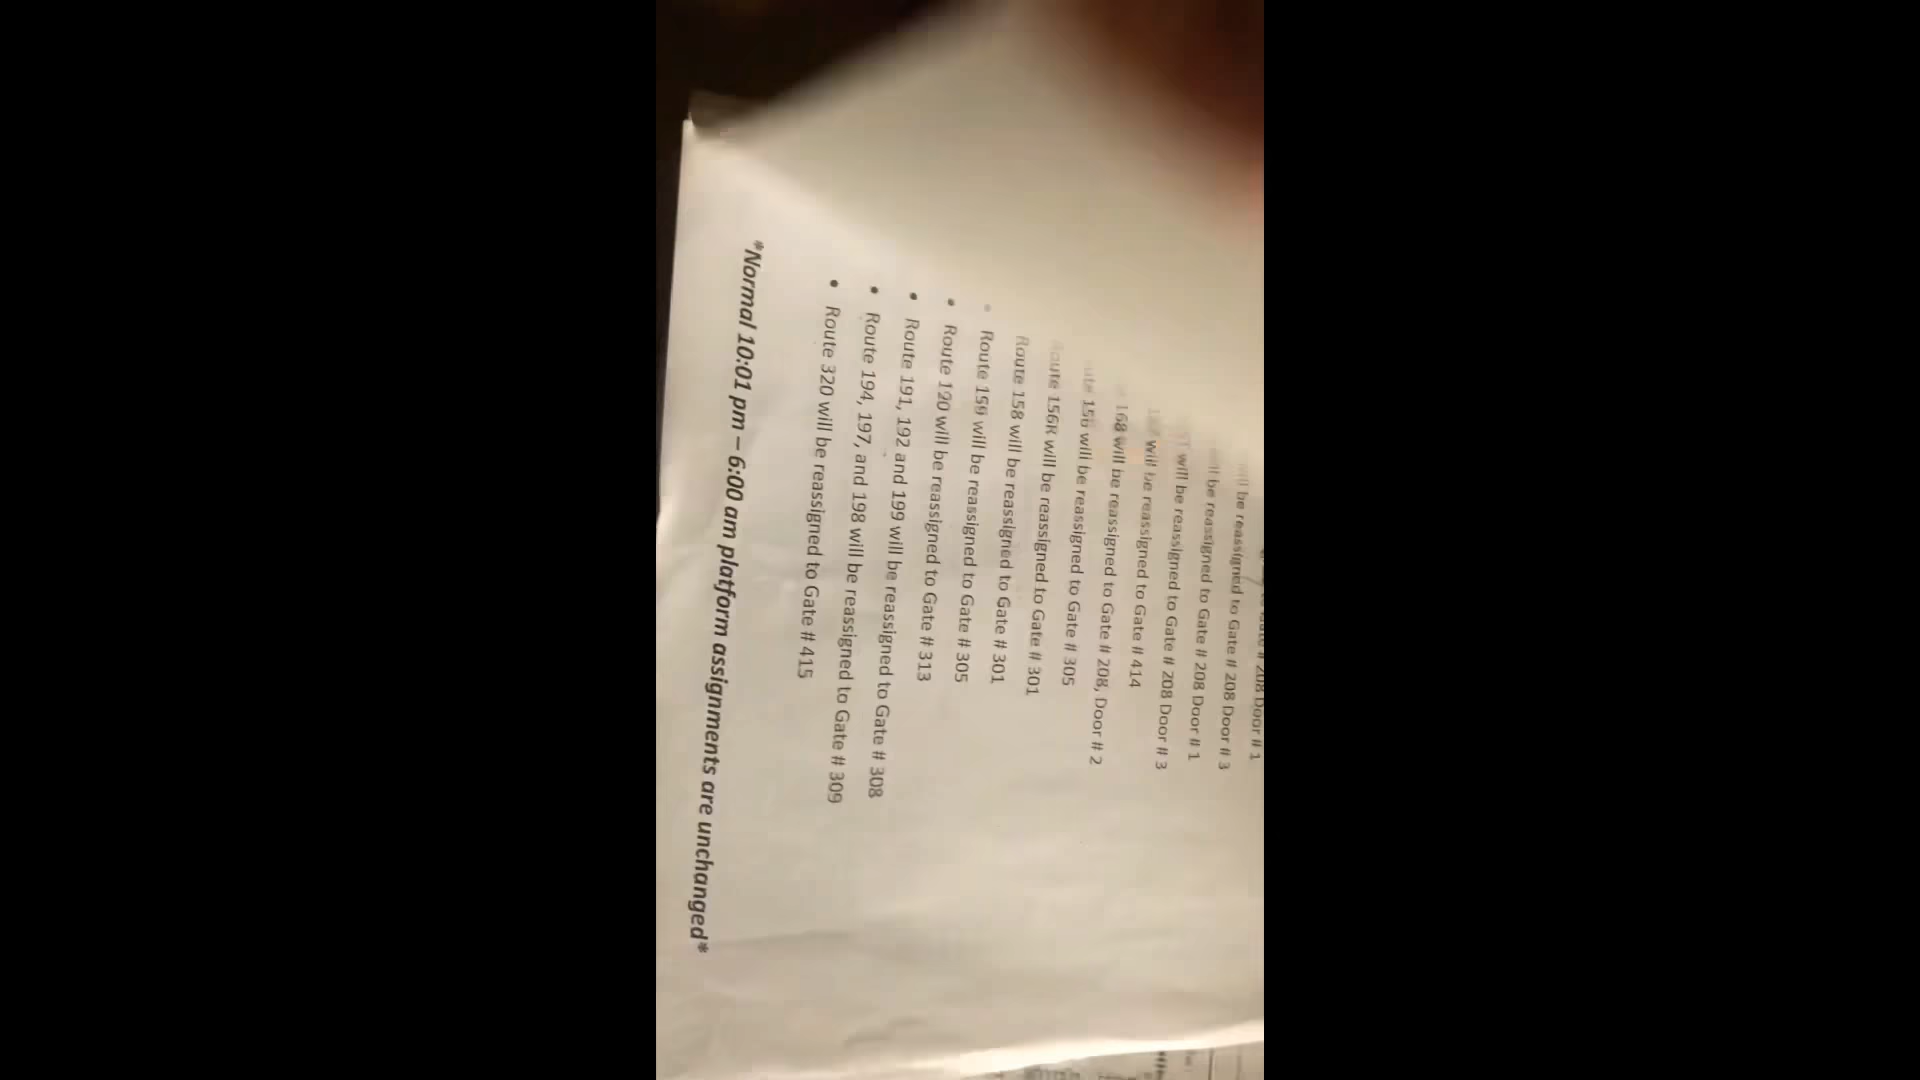 # 208 Door # 1
will be reassigned to Gate # 208 Door # 3
will be reassigned to Gate # 208 Door # 1
will be reassigned to Gate # 208 Door # 3
will be reassigned to Gate # 414
168 will be reassigned to Gate # 208, Door # 2
156 will be reassigned to Gate # 305
Route 156R will be reassigned to Gate # 301
Route 158 will be reassigned to Gate # 301
• Route 159 will be reassigned to Gate # 305
• Route 190 will be reassigned to Gate # 313
• Route 191, 192 and 199 will be reassigned to Gate # 308
• Route 194, 197, and 198 will be reassigned to Gate # 309
• Route 320 will be reassigned to Gate # 415
*Normal 10:01 pm – 6:00 am platform assignments are unchanged*